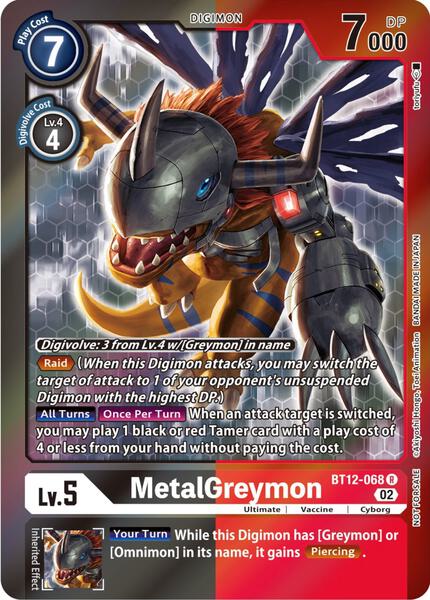 DIGIMON
Play Cost
7
DP
7000
Digivolve Cost
Lv.4
4
toriyufu
Digivolve: 3 from Lv.4 w/[Greymon] in name
Raid (When this Digimon attacks, you may switch the
target of attack to 1 of your opponent's unsuspended
Digimon with the highest DP.)
All Turns Once Per Turn When an attack target is switched,
you may play 1 black or red Tamer card with a play cost of
4 or less from your hand without paying the cost.
©Akiyoshi Hongo, Toei Animation BANDAI MADE IN JAPAN
NOT FOR SALE
Lv.5
MetalGreymon
BT12-068 R
02
Ultimate | Vaccine | Cyborg
Inherited Effect
Your Turn While this Digimon has [Greymon] or
[Omnimon] in its name, it gains Piercing .